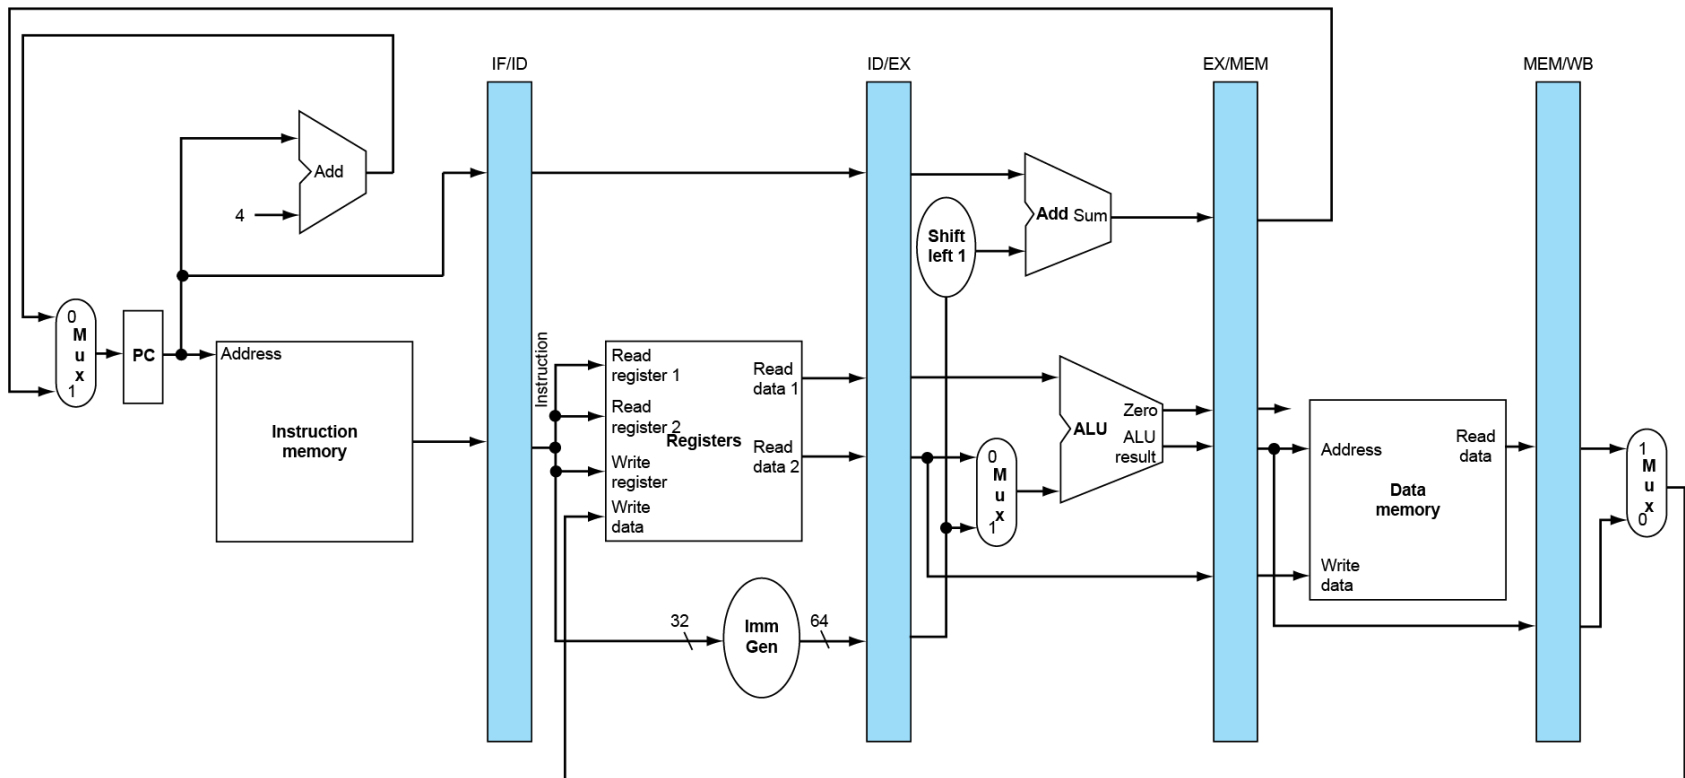 IF/ID
ID/EX
EX/MEM
MEM/WB
Add
4
Add Sum
Shift
left 1
0
M
u
x
1
PC
Address
Instruction
memory
Instruction
Read
register 1
Read
register 2
Write
register
Write
data
Registers
Read
data 1
Read
data 2
32
Imm
Gen
64
0
M
u
x
1
ALU
Zero
ALU
result
Address
Read
data
Data
memory
Write
data
1
M
u
x
0